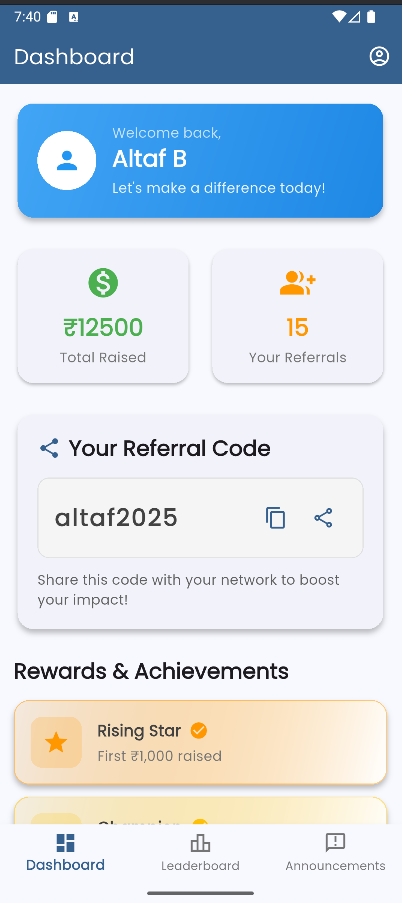 7:40
Dashboard
Welcome back,
Altaf B
Let's make a difference today!
₹12500
Total Raised
15
Your Referrals
Your Referral Code
altaf2025
Share this code with your network to boost
your impact!
Rewards & Achievements
Rising Star
First ₹1,000 raised
Champion
Dashboard
Leaderboard
Announcements